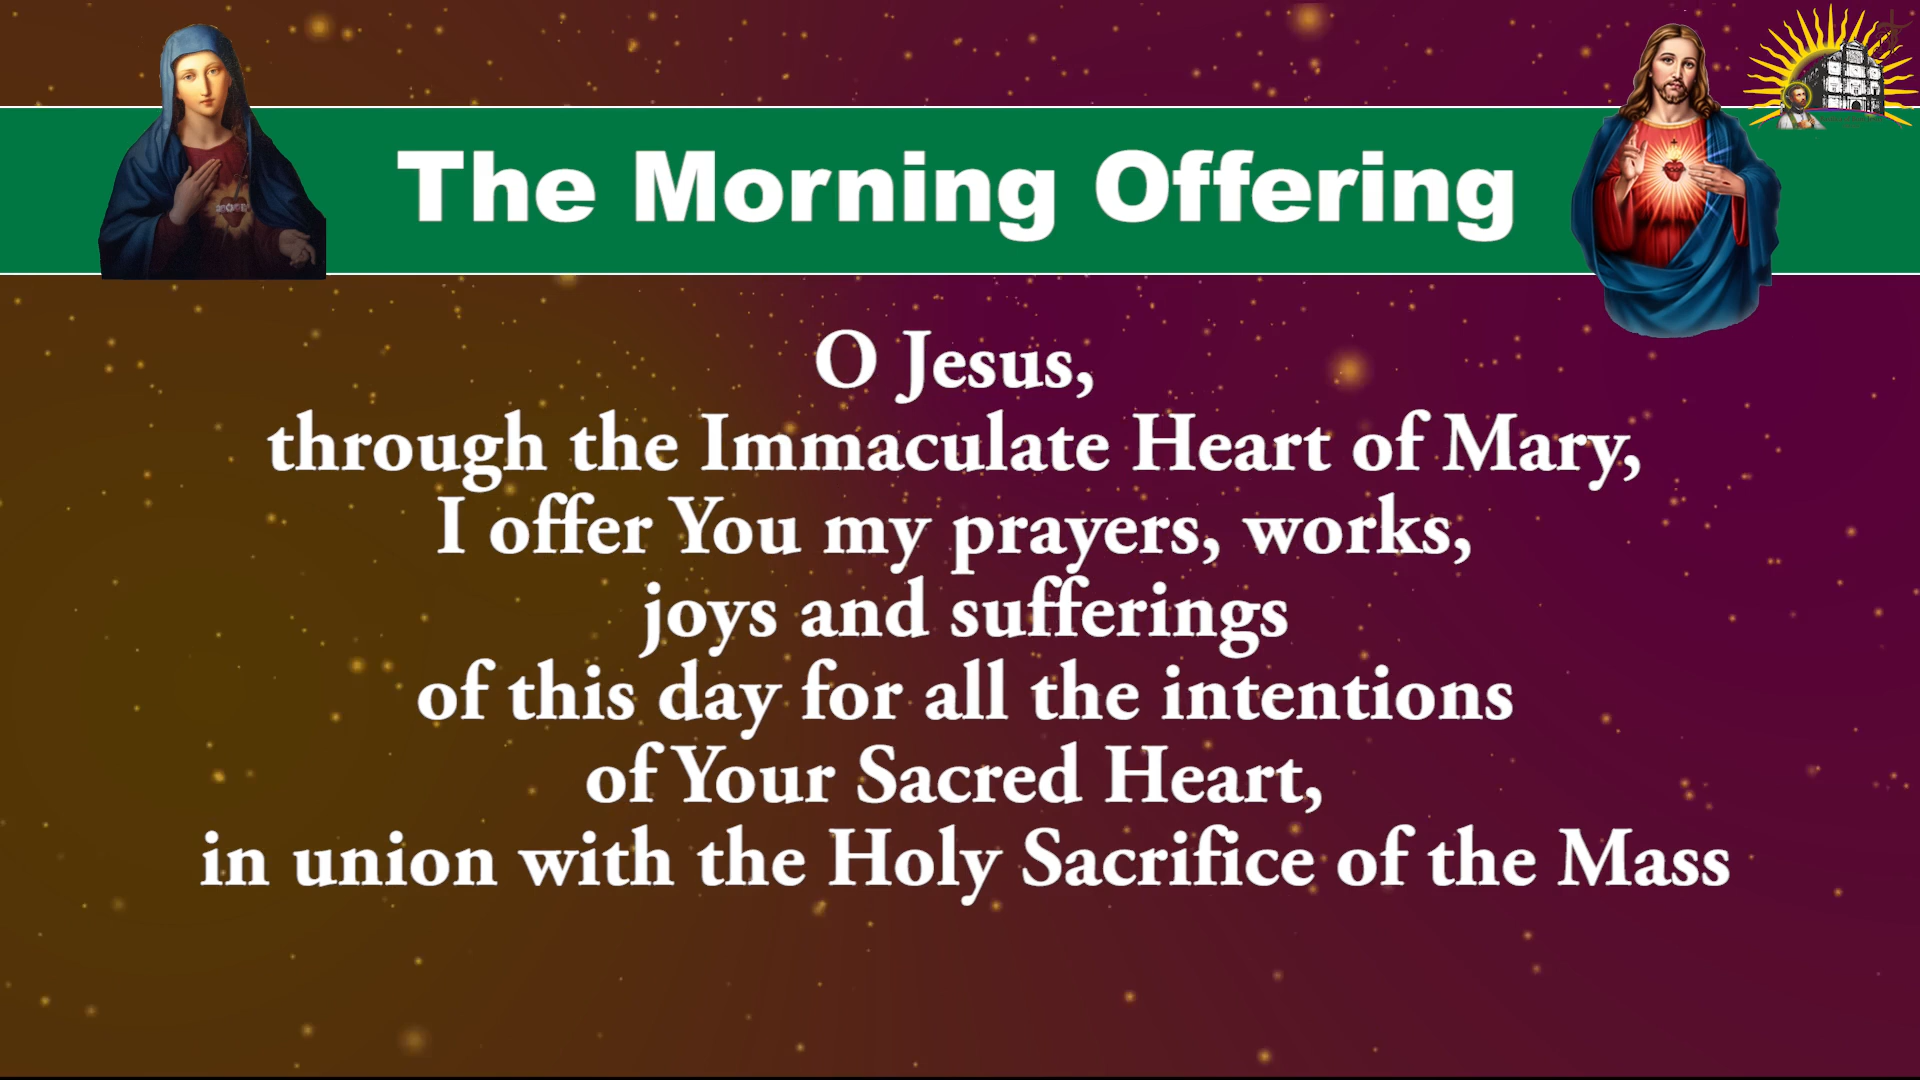 The Morning Offering
O Jesus,
through the Immaculate Heart of Mary,
I offer You my prayers, works,
joys and sufferings
of this day for all the intentions
of Your Sacred Heart,
in union with the Holy Sacrifice of the Mass